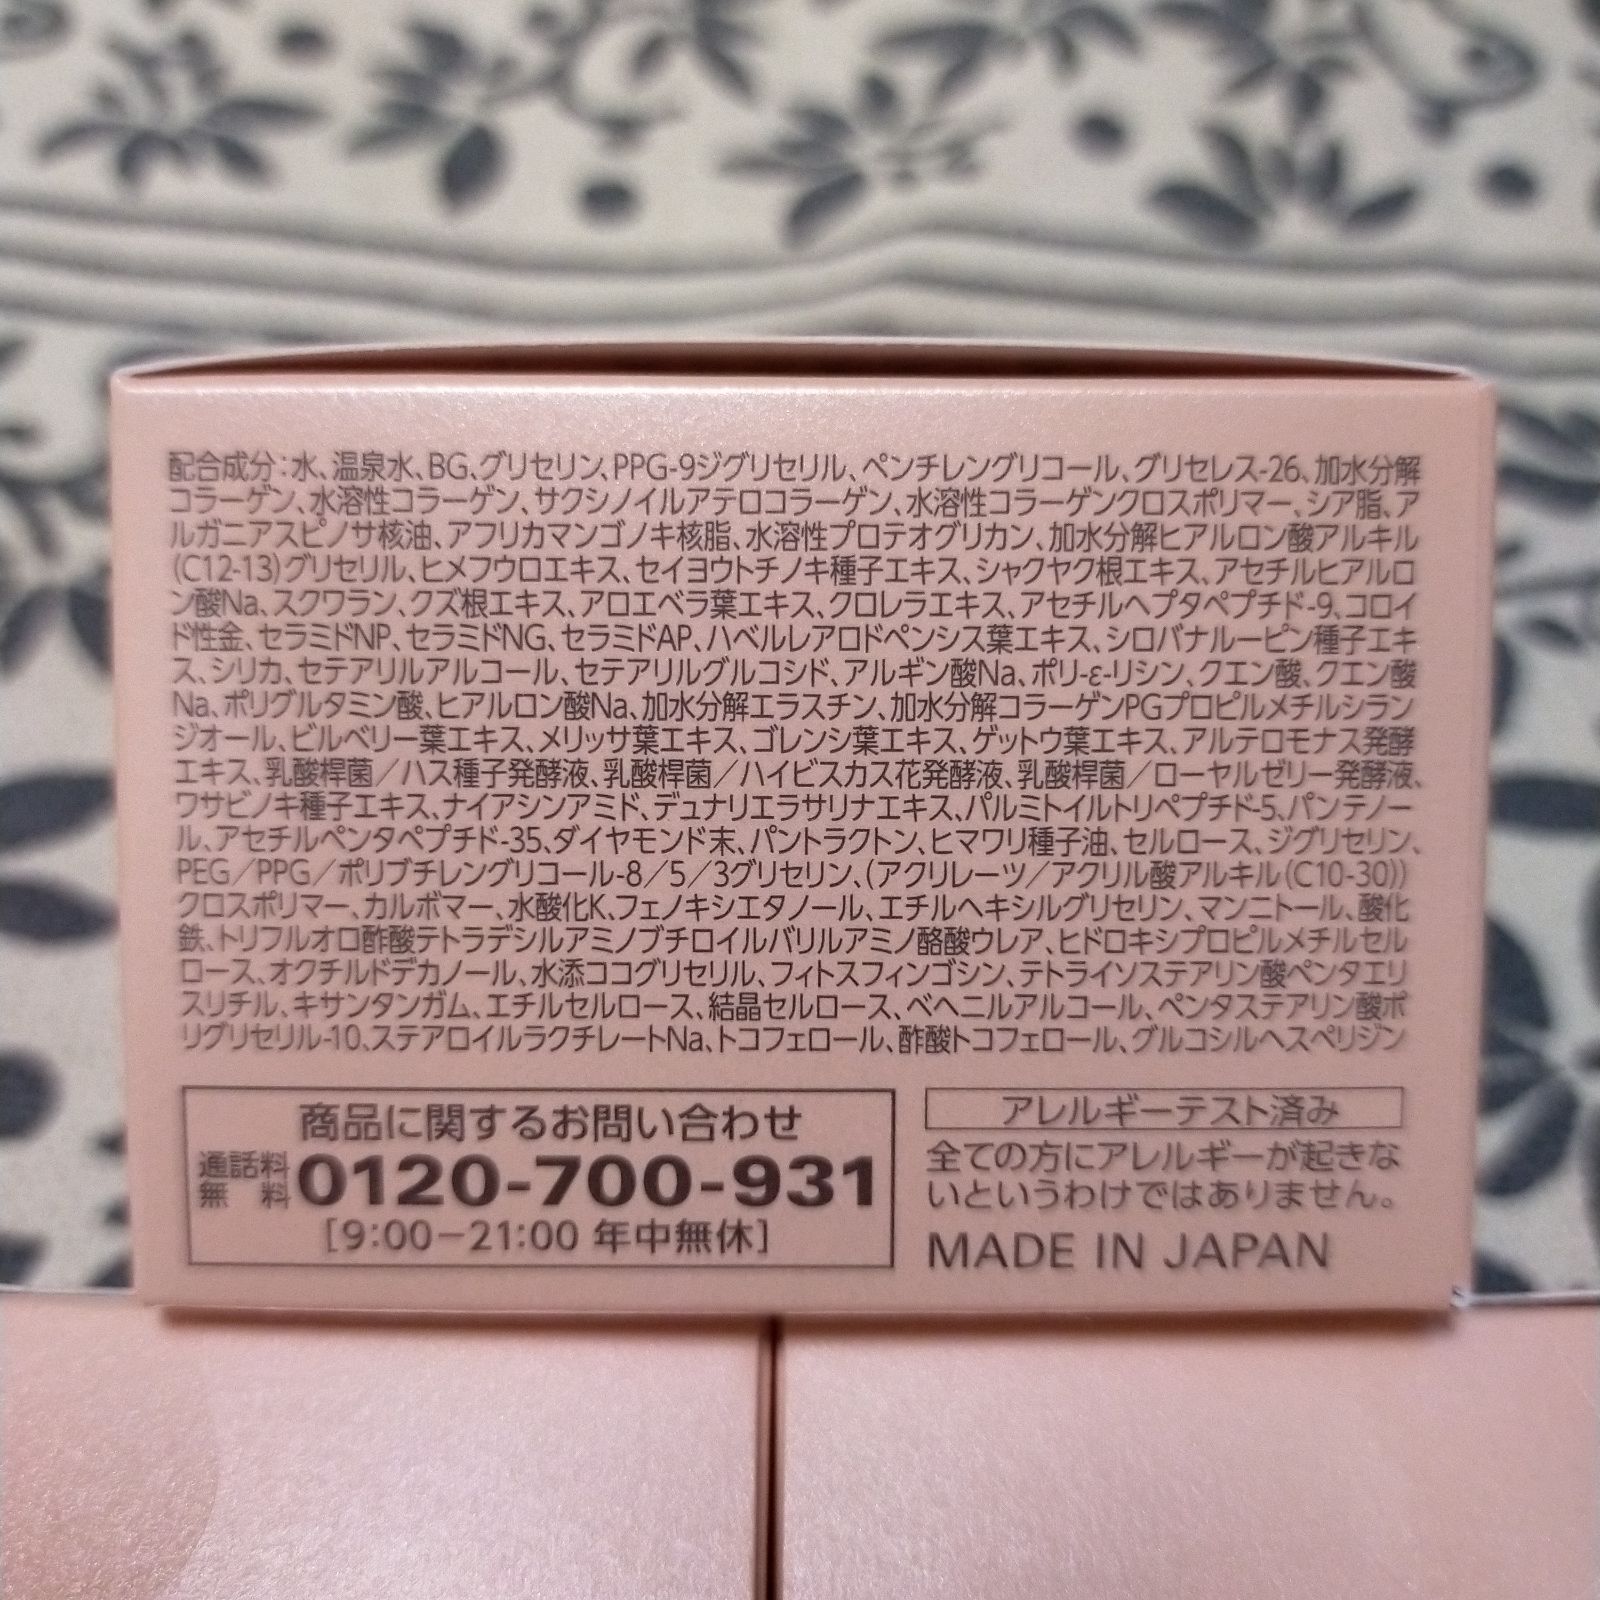 配合成分：水、温泉水、BG、グリセリン、PPG-9ジグリセリル、ペンチレングリコール、グリセレス-26、加水分解
コラーゲン、水溶性コラーゲン、サクシノイルアテロコラーゲン、水溶性コラーゲンクロスポリマー、シア脂、ア
ルガニアスピノサ核油、アフリカマンゴノキ核脂、水溶性プロテオグリカン、加水分解ヒアルロン酸アルキル
(C12-13)グリセリル、ヒメフウロエキス、セイヨウトチノキ種子エキス、シャクヤク根エキス、アセチルヒアルロ
ン酸Na、スクワラン、クズ根エキス、アロエベラ葉エキス、クロレラエキス、アセチルヘプタペプチド-9、コロイ
ド性金、セラミドNP、セラミドNG、セラミドAP、ハベルレアロドペンシス葉エキス、シロバナルーピン種子エキ
ス、シリカ、セテアリルアルコール、セテアリルグルコシド、アルギン酸Na、ポリ-ε-リシン、クエン酸、クエン酸
Na、ポリグルタミン酸、ヒアルロン酸Na、加水分解エラスチン、加水分解コラーゲンPGプロピルメチルシラン
ジオール、ビルベリー葉エキス、メリッサ葉エキス、ゴレンシ葉エキス、ゲットウ葉エキス、アルテロモナス発酵
エキス、乳酸桿菌／ハス種子発酵液、乳酸桿菌／ハイビスカス花発酵液、乳酸桿菌／ローヤルゼリー発酵液、
ワサビノキ種子エキス、ナイアシンアミド、デュナリエラサリナエキス、パルミトイルトリペプチド-5、パンテノー
ル、アセチルペンタペプチド-35、ダイヤモンド末、パントラクトン、ヒマワリ種子油、セルロース、ジグリセリン、
PEG／PPG／ポリブチレングリコール-8／5／3グリセリン、(アクリレーツ／アクリル酸アルキル(C10-30))
クロスポリマー、カルボマー、水酸化K、フェノキシエタノール、エチルヘキシルグリセリン、マンニトール、酸化
鉄、トリフルオロ酢酸テトラデシルアミノブチロイルバリルアミノ酪酸ウレア、ヒドロキシプロピルメチルセル
ロース、オクチルドデカノール、水添ココグリセリル、フィトスフィンゴシン、テトライソステアリン酸ペンタエリ
スリチル、キサンタンガム、エチルセルロース、結晶セルロース、ベヘニルアルコール、ペンタステアリン酸ポ
リグリセリル-10、ステアロイルラクチレートNa、トコフェロール、酢酸トコフェロール、グルコシルヘスペリジン
商品に関するお問い合わせ
通話料無料 0120-700-931
[9:00－21:00 年中無休]
アレルギーテスト済み
全ての方にアレルギーが起きな
いというわけではありません。
MADE IN JAPAN